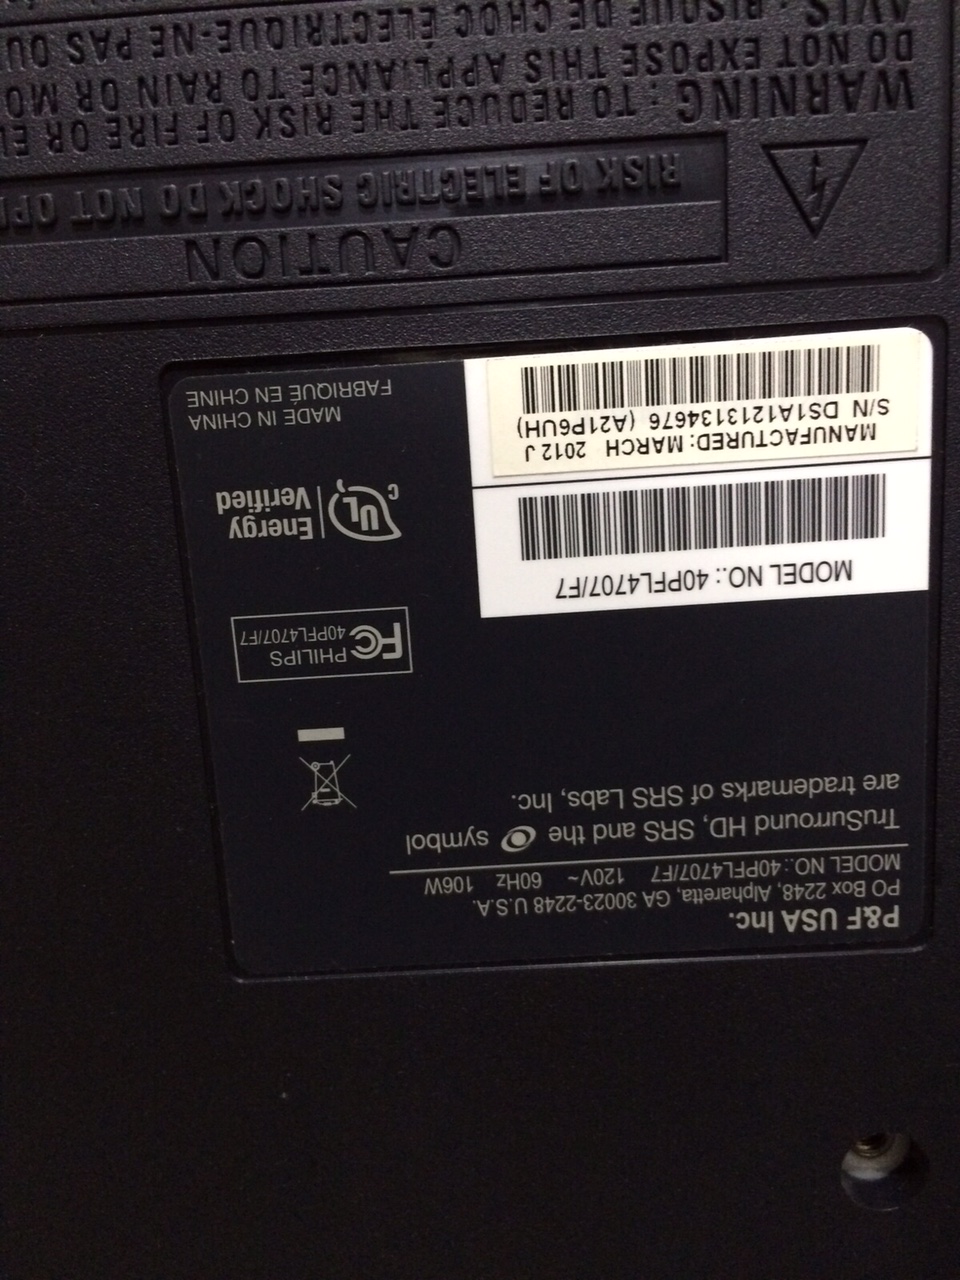 P&F USA Inc.
PO Box 2248, Alpharetta, GA 30023-2248 U.S.A.
MODEL NO.: 40PFL4707/F7 120V~ 60Hz 106W
TruSurround HD, SRS and the symbol
are trademarks of SRS Labs, Inc.
PHILIPS
FC 40PFL4707/F7
MODEL NO.: 40PFL4707/F7
c UL Energy
Verified
MANUFACTURED: MARCH 2012 J
S/N DS1A1213134676 (A21P6UH)
MADE IN CHINA
FABRIQUÉ EN CHINE
CAUTION
RISK OF ELECTRIC SHOCK DO NOT
WARNING : TO REDUCE THE RISK OF FIRE OR
DO NOT EXPOSE THIS APPLIANCE TO RAIN OR
AVIS : RISQUE DE CHOC ÉLECTRIQUE-NE PAS